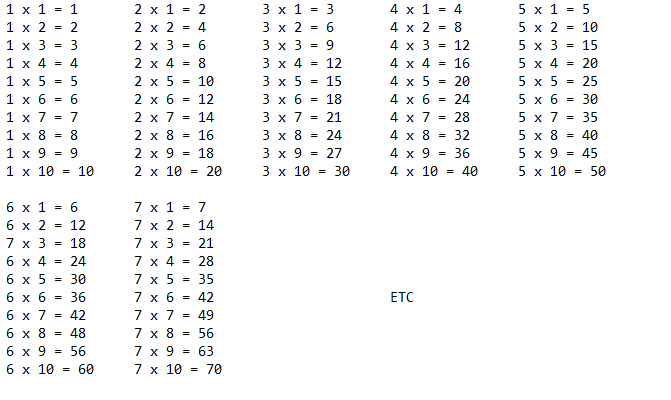 1 x 1 = 1     2 x 1 = 2     3 x 1 = 3     4 x 1 = 4     5 x 1 = 5
1 x 2 = 2     2 x 2 = 4     3 x 2 = 6     4 x 2 = 8     5 x 2 = 10
1 x 3 = 3     2 x 3 = 6     3 x 3 = 9     4 x 3 = 12    5 x 3 = 15
1 x 4 = 4     2 x 4 = 8     3 x 4 = 12    4 x 4 = 16    5 x 4 = 20
1 x 5 = 5     2 x 5 = 10    3 x 5 = 15    4 x 5 = 20    5 x 5 = 25
1 x 6 = 6     2 x 6 = 12    3 x 6 = 18    4 x 6 = 24    5 x 6 = 30
1 x 7 = 7     2 x 7 = 14    3 x 7 = 21    4 x 7 = 28    5 x 7 = 35
1 x 8 = 8     2 x 8 = 16    3 x 8 = 24    4 x 8 = 32    5 x 8 = 40
1 x 9 = 9     2 x 9 = 18    3 x 9 = 27    4 x 9 = 36    5 x 9 = 45
1 x 10 = 10   2 x 10 = 20   3 x 10 = 30   4 x 10 = 40   5 x 10 = 50
6 x 1 = 6     7 x 1 = 7
6 x 2 = 12    7 x 2 = 14
7 x 3 = 18    7 x 3 = 21
6 x 4 = 24    7 x 4 = 28
6 x 5 = 30    7 x 5 = 35
6 x 6 = 36    7 x 6 = 42                      ETC
6 x 7 = 42    7 x 7 = 49
6 x 8 = 48    7 x 8 = 56
6 x 9 = 56    7 x 9 = 63
6 x 10 = 60   7 x 10 = 70